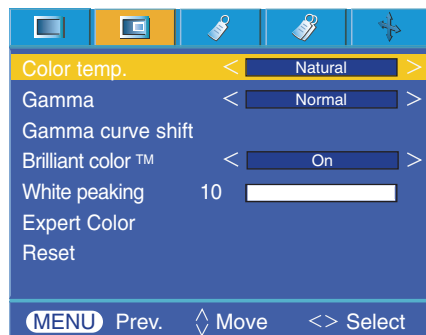 Color temp. < Natural >
Gamma < Normal >
Gamma curve shift
Brilliant color ™ < On >
White peaking 10
Expert Color
Reset
MENU Prev. Move <> Select